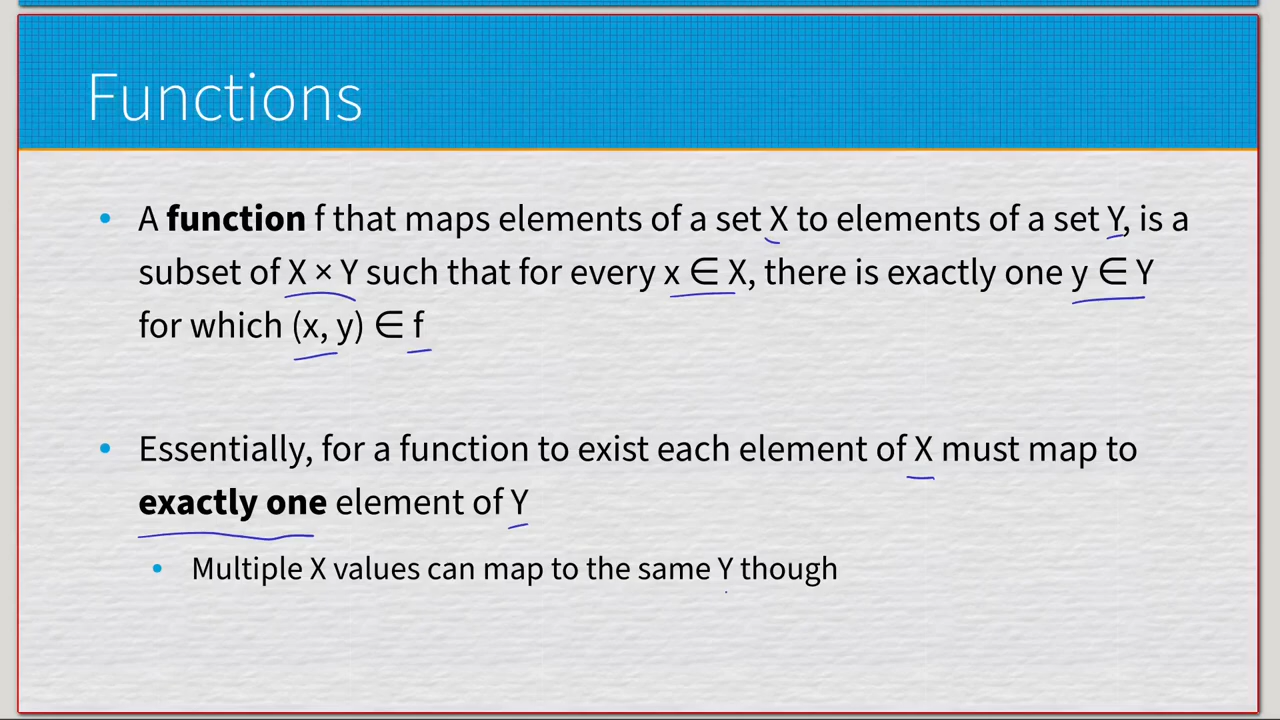 Functions
• A function f that maps elements of a set X to elements of a set Y, is a
subset of X × Y such that for every x ∈ X, there is exactly one y ∈ Y
for which (x, y) ∈ f
• Essentially, for a function to exist each element of X must map to
exactly one element of Y
• Multiple X values can map to the same Y though